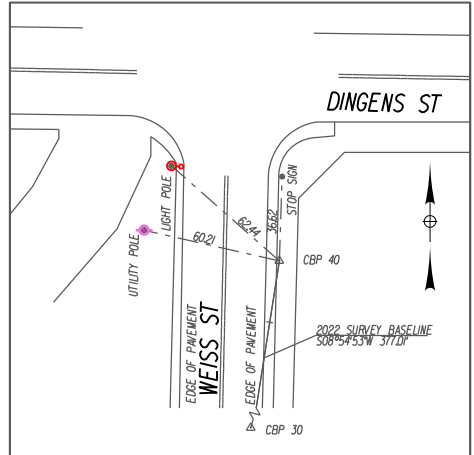 DINGENS ST
LIGHT POLE
STOP SIGN
62.44
36.62
60.21
UTILITY POLE
CBP 40
EDGE OF PAVEMENT
WEISS ST
EDGE OF PAVEMENT
2022 SURVEY BASELINE
S08°54'53"W 377.01'
CBP 30